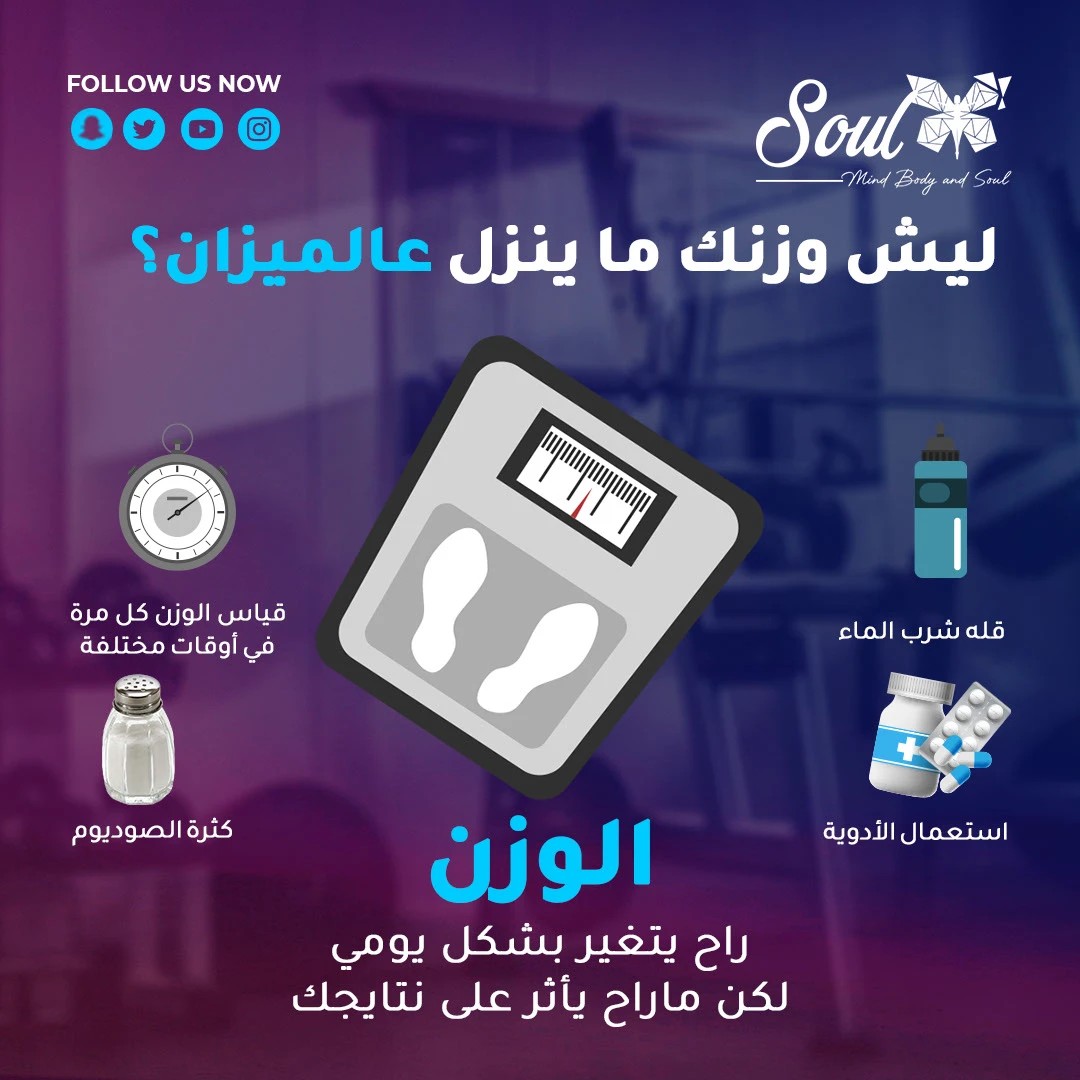 FOLLOW US NOW
Soul
Mind Body and Soul
ليش وزنك ما ينزل عالميزان؟
قله شرب الماء
قياس الوزن كل مرة
في أوقات مختلفة
استعمال الأدوية
كثرة الصوديوم
الوزن
راح يتغير بشكل يومي
لكن ماراح يأثر على نتايجك